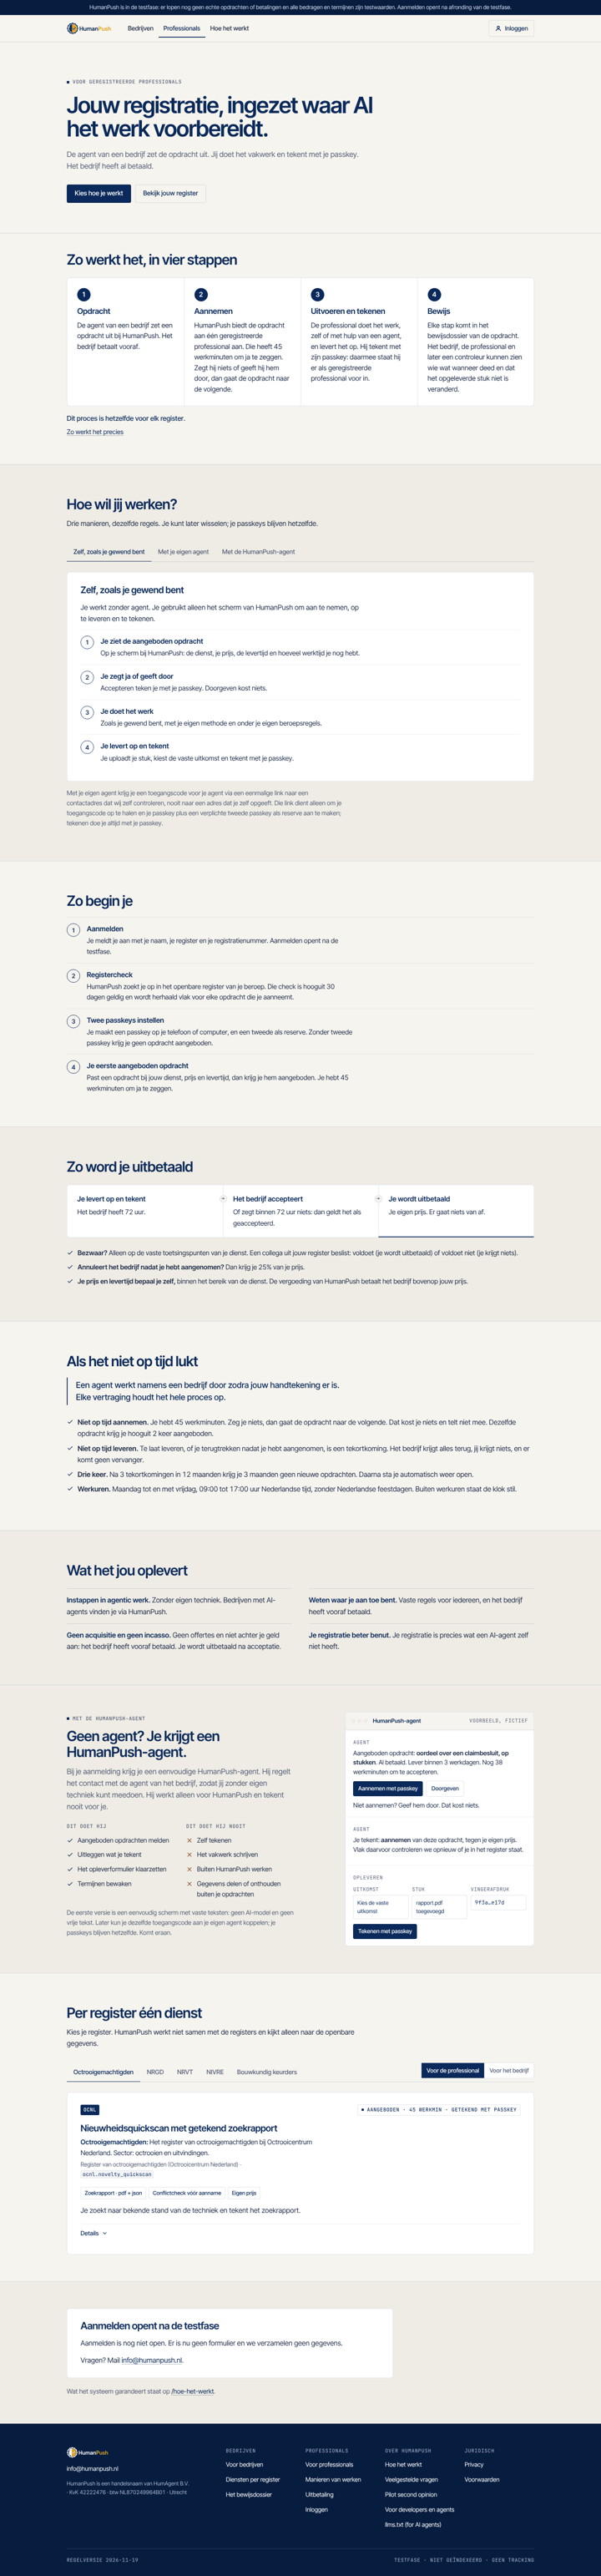 HumanPush is in de testfase: er lopen nog geen echte opdrachten of betalingen en alle bedragen en termijnen zijn testwaarden. Aanmelden opent na afronding van de testfase.
HumanPush
Bedrijven
Professionals
Hoe het werkt
Inloggen
VOOR GEREGISTREERDE PROFESSIONALS
Jouw registratie, ingezet waar AI
het werk voorbereidt.
De agent van een bedrijf zet de opdracht uit. Jij doet het vakwerk en tekent met je passkey.
Het bedrijf heeft al betaald.
Kies hoe je werkt
Bekijk jouw register
Zo werkt het, in vier stappen
1
Opdracht
De agent van een bedrijf zet een
opdracht uit bij HumanPush. Het
bedrijf betaalt vooraf.
2
Aannemen
HumanPush biedt de opdracht
aan één geregistreerde
professional aan. Die heeft 45
werkminuten om ja te zeggen.
Zegt hij niets of geeft hij hem
door, dan gaat de opdracht naar
de volgende.
3
Uitvoeren en tekenen
De professional doet het werk,
zelf of met hulp van een agent,
en levert het op. Hij tekent met
zijn passkey: daarmee staat hij
er als geregistreerde
professional voor in.
4
Bewijs
Elke stap komt in het
bewijsdossier van de opdracht.
Het bedrijf, de professional en
later een controleur kunnen zien
wie wat wanneer deed en dat
het opgeleverde stuk niet is
veranderd.
Dit proces is hetzelfde voor elk register.
Zo werkt het precies
Hoe wil jij werken?
Drie manieren, dezelfde regels. Je kunt later wisselen; je passkeys blijven hetzelfde.
Zelf, zoals je gewend bent
Met je eigen agent
Met de HumanPush-agent
Zelf, zoals je gewend bent
Je werkt zonder agent. Je gebruikt alleen het scherm van HumanPush om aan te nemen, op
te leveren en te tekenen.
1
Je ziet de aangeboden opdracht
Op je scherm bij HumanPush: de dienst, je prijs, de levertijd en hoeveel werktijd je nog hebt.
2
Je zegt ja of geeft door
Accepteren teken je met je passkey. Doorgeven kost niets.
3
Je doet het werk
Zoals je gewend bent, met je eigen methode en onder je eigen beroepsregels.
4
Je levert op en tekent
Je uploadt je stuk, kiest de vaste uitkomst en tekent met je passkey.
Met je eigen agent krijg je een toegangscode voor je agent via een eenmalige link naar een
contactadres dat wij zelf controleren, nooit naar een adres dat je zelf opgeeft. Die link dient alleen om je
toegangscode op te halen en je passkey plus een verplichte tweede passkey als reserve aan te maken;
tekenen doe je altijd met je passkey.
Zo begin je
1
Aanmelden
Je meldt je aan met je naam, je register en je registratienummer. Aanmelden opent na de
testfase.
2
Registercheck
HumanPush zoekt je op in het openbare register van je beroep. Die check is hooguit 30
dagen geldig en wordt herhaald vlak voor elke opdracht die je aanneemt.
3
Twee passkeys instellen
Je maakt een passkey op je telefoon of computer, en een tweede als reserve. Zonder tweede
passkey krijg je geen opdracht aangeboden.
4
Je eerste aangeboden opdracht
Past een opdracht bij jouw dienst, prijs en levertijd, dan krijg je hem aangeboden. Je hebt 45
werkminuten om ja te zeggen.
Zo word je uitbetaald
Je levert op en tekent
Het bedrijf heeft 72 uur.
Het bedrijf accepteert
Of zegt binnen 72 uur niets: dan geldt het als
geaccepteerd.
Je wordt uitbetaald
Je eigen prijs. Er gaat niets van af.
Bezwaar? Alleen op de vaste toetsingspunten van je dienst. Een collega uit jouw register beslist: voldoet (je wordt uitbetaald) of voldoet niet (je krijgt niets).
Annuleert het bedrijf nadat je hebt aangenomen? Dan krijg je 25% van je prijs.
Je prijs en levertijd bepaal je zelf, binnen het bereik van de dienst. De vergoeding van HumanPush betaalt het bedrijf bovenop jouw prijs.
Als het niet op tijd lukt
Een agent werkt namens een bedrijf door zodra jouw handtekening er is.
Elke vertraging houdt het hele proces op.
Niet op tijd aannemen. Je hebt 45 werkminuten. Zeg je niets, dan gaat de opdracht naar de volgende. Dat kost je niets en telt niet mee. Dezelfde
opdracht krijg je hooguit 2 keer aangeboden.
Niet op tijd leveren. Te laat leveren, of je terugtrekken nadat je hebt aangenomen, is een tekortkoming. Het bedrijf krijgt alles terug, jij krijgt niets, en er
komt geen vervanger.
Drie keer. Na 3 tekortkomingen in 12 maanden krijg je 3 maanden geen nieuwe opdrachten. Daarna sta je automatisch weer open.
Werkuren. Maandag tot en met vrijdag, 09:00 tot 17:00 uur Nederlandse tijd, zonder Nederlandse feestdagen. Buiten werkuren staat de klok stil.
Wat het jou oplevert
Instappen in agentic werk. Zonder eigen techniek. Bedrijven met AI-
agents vinden je via HumanPush.
Weten waar je aan toe bent. Vaste regels voor iedereen, en het bedrijf
heeft vooraf betaald.
Geen acquisitie en geen incasso. Geen offertes en niet achter je geld
aan: het bedrijf heeft vooraf betaald. Je wordt uitbetaald na acceptatie.
Je registratie beter benut. Je registratie is precies wat een AI-agent zelf
niet heeft.
MET DE HUMANPUSH-AGENT
Geen agent? Je krijgt een
HumanPush-agent.
Bij je aanmelding krijg je een eenvoudige HumanPush-agent. Hij regelt
het contact met de agent van het bedrijf, zodat jij zonder eigen
techniek kunt meedoen. Hij werkt alleen voor HumanPush en tekent
nooit voor je.
DIT DOET HIJ
Aangeboden opdrachten melden
Uitleggen wat je tekent
Het opleverformulier klaarzetten
Termijnen bewaken
DIT DOET HIJ NOOIT
Zelf tekenen
Het vakwerk schrijven
Buiten HumanPush werken
Gegevens delen of onthouden
buiten je opdrachten
De eerste versie is een eenvoudig scherm met vaste teksten: geen AI-model en geen
vrije tekst. Later kun je dezelfde toegangscode aan je eigen agent koppelen; je
passkeys blijven hetzelfde. Komt eraan.
HumanPush-agent
VOORBEELD, FICTIEF
AGENT
Aangeboden opdracht: oordeel over een claimbesluit, op
stukken. Al betaald. Lever binnen 3 werkdagen. Nog 38
werkminuten om te accepteren.
Aannemen met passkey
Doorgeven
Niet aannemen? Geef hem door. Dat kost niets.
AGENT
Je tekent: aannemen van deze opdracht, tegen je eigen prijs.
Vlak daarvoor controleren we opnieuw of je in het register staat.
OPLEVEREN
UITKOMST
Kies de vaste
uitkomst
STUK
rapport.pdf
toegevoegd
VINGERAFDRUK
9f3a…e17d
Tekenen met passkey
Per register één dienst
Kies je register. HumanPush werkt niet samen met de registers en kijkt alleen naar de openbare
gegevens.
Octrooigemachtigden
NRGD
NRVT
NIVRE
Bouwkundig keurders
Voor de professional
Voor het bedrijf
OCNL
AANGEBODEN · 45 WERKMIN · GETEKEND MET PASSKEY
Nieuwheidsquickscan met getekend zoekrapport
Octrooigemachtigden: Het register van octrooigemachtigden bij Octrooicentrum
Nederland. Sector: octrooien en uitvindingen.
Register van octrooigemachtigden (Octrooicentrum Nederland) ·
ocnl.novelty_quickscan
Zoekrapport · pdf + json
Conflictcheck vóór aanname
Eigen prijs
Je zoekt naar bekende stand van de techniek en tekent het zoekrapport.
Details
Aanmelden opent na de testfase
Aanmelden is nog niet open. Er is nu geen formulier en we verzamelen geen gegevens.
Vragen? Mail info@humanpush.nl.
Wat het systeem garandeert staat op /hoe-het-werkt.
HumanPush
info@humanpush.nl
HumanPush is een handelsnaam van HumAgent B.V.
· KvK 42122476 · btw NL870249964B01 · Utrecht
BEDRIJVEN
Voor bedrijven
Diensten per register
Het bewijsdossier
PROFESSIONALS
Voor professionals
Manieren van werken
Uitbetaling
Inloggen
OVER HUMANPUSH
Hoe het werkt
Veelgestelde vragen
Pilot second opinion
Voor developers en agents
llms.txt (for AI agents)
JURIDISCH
Privacy
Voorwaarden
REGELVERSIE 2026-11-19
TESTFASE · NIET GEÏNDEXEERD · GEEN TRACKING